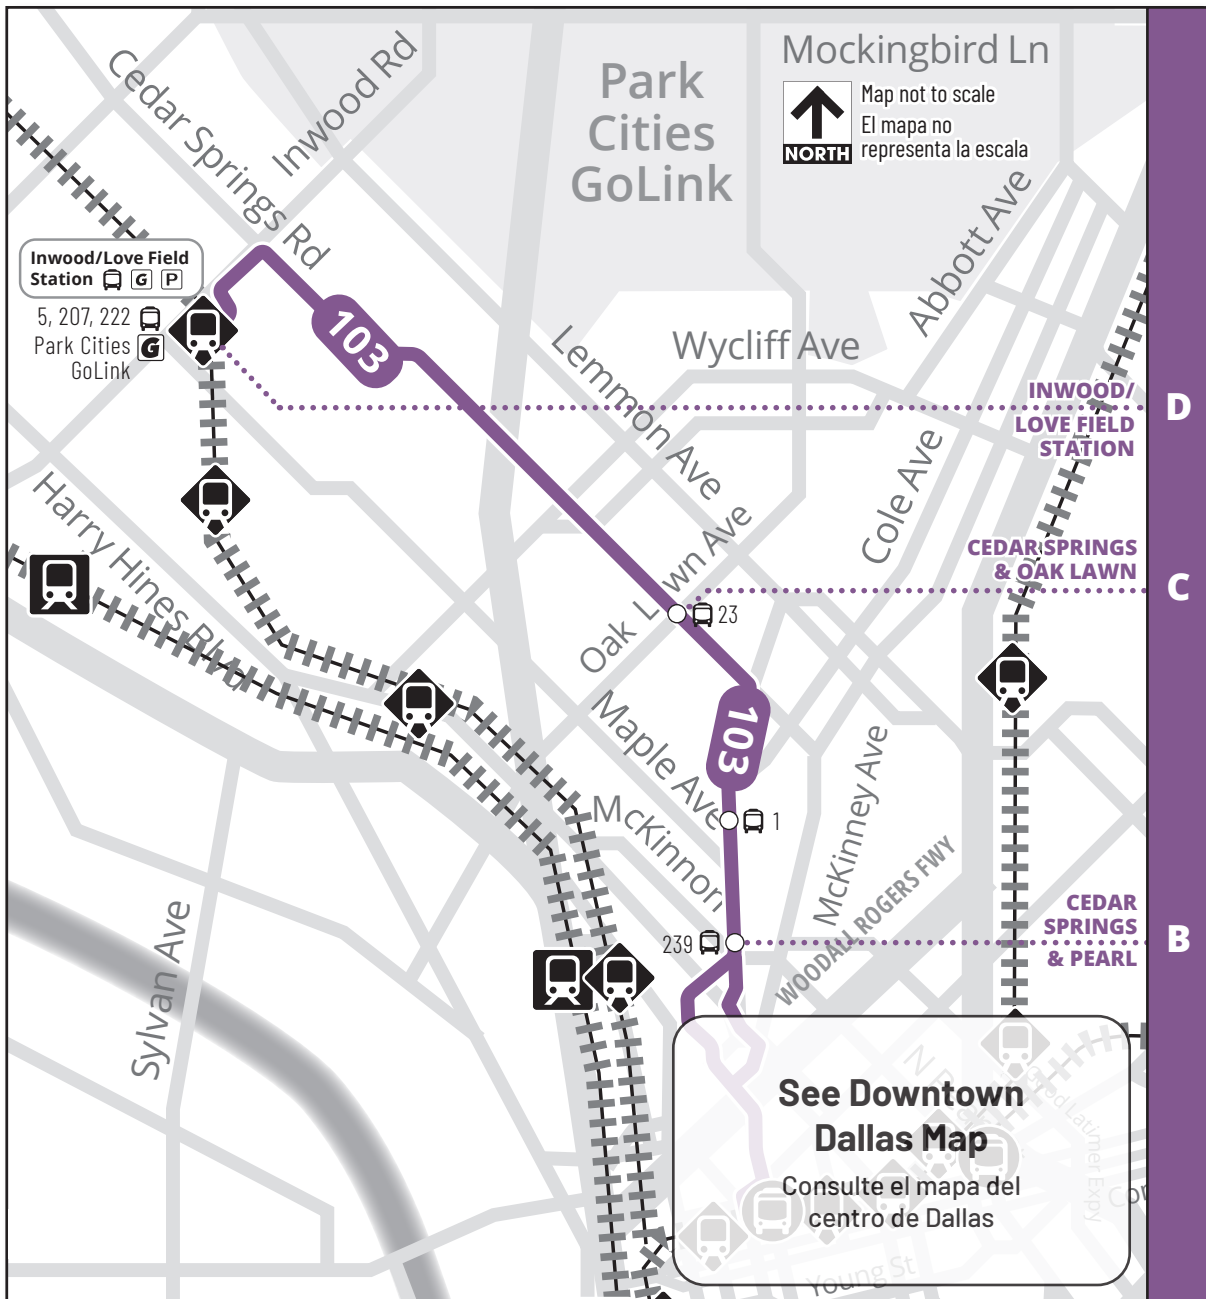 Mockingbird Ln
Park
Cities
GoLink
Map not to scale
El mapa no
representa la escala
NORTH
Cedar Springs Rd
Inwood Rd
Abbott Ave
Inwood/Love Field
Station G P
5, 207, 222
Park Cities G
GoLink
103
Lemmon Ave
Wycliff Ave
INWOOD/
LOVE FIELD
STATION
D
Cole Ave
Harry Hines Blvd
Oak Lawn Ave
CEDAR SPRINGS
& OAK LAWN
C
23
103
Maple Ave
1
McKinnon
McKinney Ave
WOODALL ROGERS FWY
239
CEDAR
SPRINGS
& PEARL
B
Sylvan Ave
See Downtown
Dallas Map
Consulte el mapa del
centro de Dallas
Young St